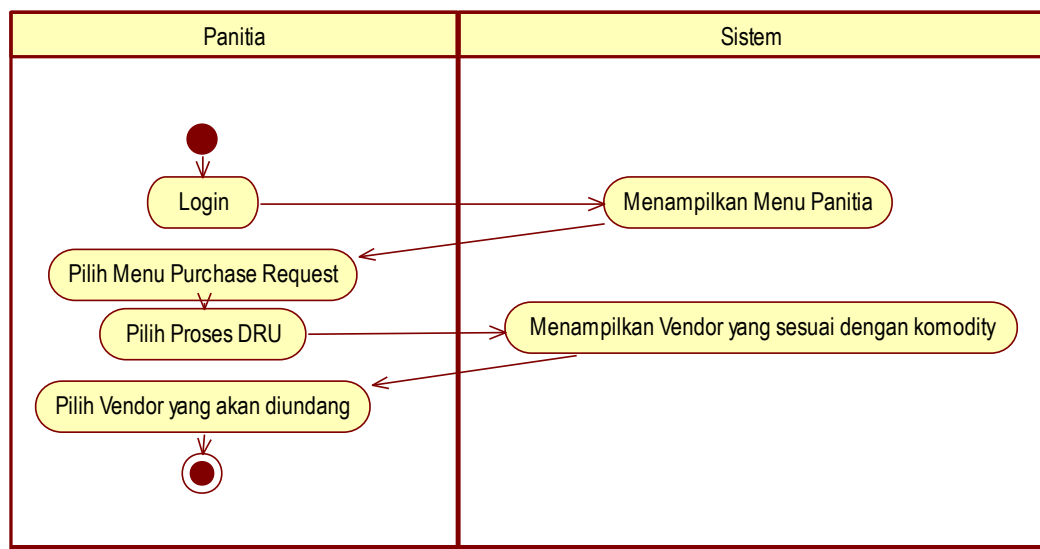 Panitia
Sistem
Login
Menampilkan Menu Panitia
Pilih Menu Purchase Request
Pilih Proses DRU
Menampilkan Vendor yang sesuai dengan komodity
Pilih Vendor yang akan diundang